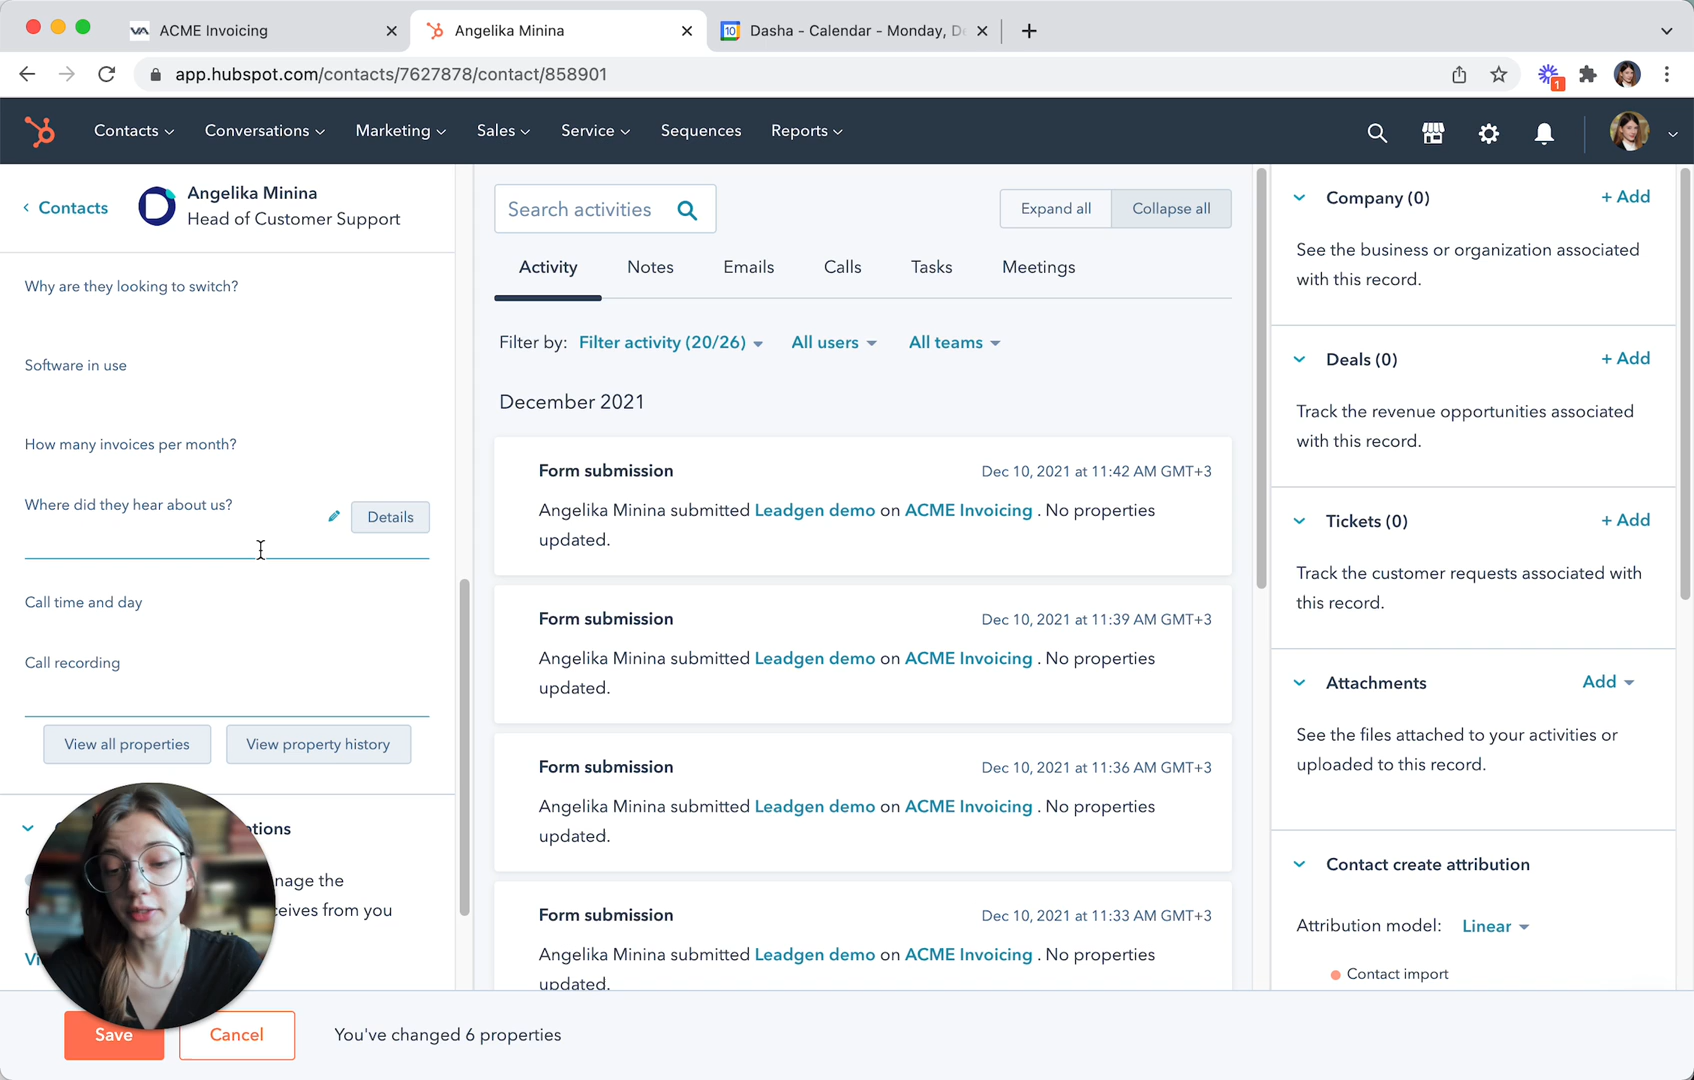 ACME Invoicing
Angelika Minina
10 Dasha - Calendar - Monday, D
app.hubspot.com/contacts/7627878/contact/858901
1
Contacts Conversations Marketing Sales Service Sequences Reports
Contacts
Angelika Minina
Head of Customer Support
Why are they looking to switch?
Software in use
How many invoices per month?
Where did they hear about us?
Details
Call time and day
Call recording
View all properties View property history
nage the
ceives from you
Save Cancel You've changed 6 properties
Search activities
Expand all Collapse all
Activity Notes Emails Calls Tasks Meetings
Filter by: Filter activity (20/26) All users All teams
December 2021
Form submission Dec 10, 2021 at 11:42 AM GMT+3
Angelika Minina submitted Leadgen demo on ACME Invoicing . No properties
updated.
Form submission Dec 10, 2021 at 11:39 AM GMT+3
Angelika Minina submitted Leadgen demo on ACME Invoicing . No properties
updated.
Form submission Dec 10, 2021 at 11:36 AM GMT+3
Angelika Minina submitted Leadgen demo on ACME Invoicing . No properties
updated.
Form submission Dec 10, 2021 at 11:33 AM GMT+3
Angelika Minina submitted Leadgen demo on ACME Invoicing . No properties
updated.
Company (0) + Add
See the business or organization associated
with this record.
Deals (0) + Add
Track the revenue opportunities associated
with this record.
Tickets (0) + Add
Track the customer requests associated with
this record.
Attachments Add
See the files attached to your activities or
uploaded to this record.
Contact create attribution
Attribution model: Linear
Contact import